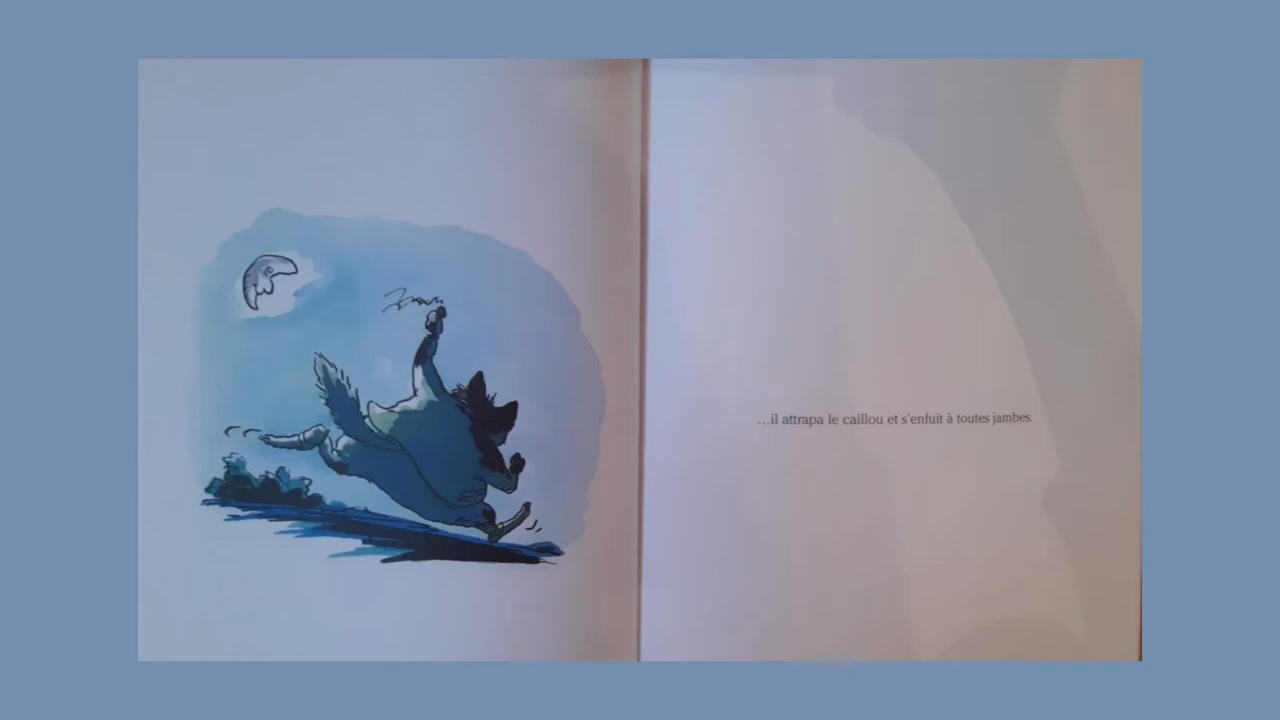 ...il attrapa le caillou et s'enfuit à toutes jambes.